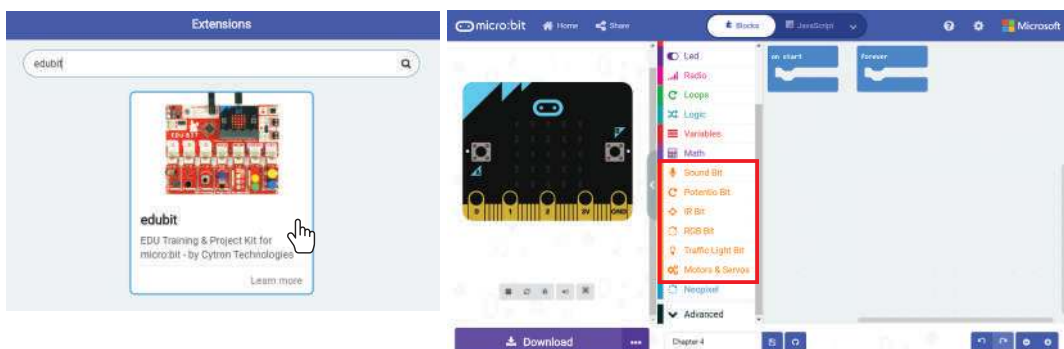 Extensions
edubit
EDU:BIT
edubit
EDU Training & Project Kit for
micro:bit - by Cytron Technologies
Learn more
micro:bit
Home
Share
Blocks
JavaScript
Microsoft
Led
Radio
Loops
Logic
Variables
Math
Sound Bit
Potentio Bit
IR Bit
RGB Bit
Traffic Light Bit
Motors & Servos
Neopixel
Advanced
on start
forever
A
B
0
1
2
3V
GND
Download
Chapter 4